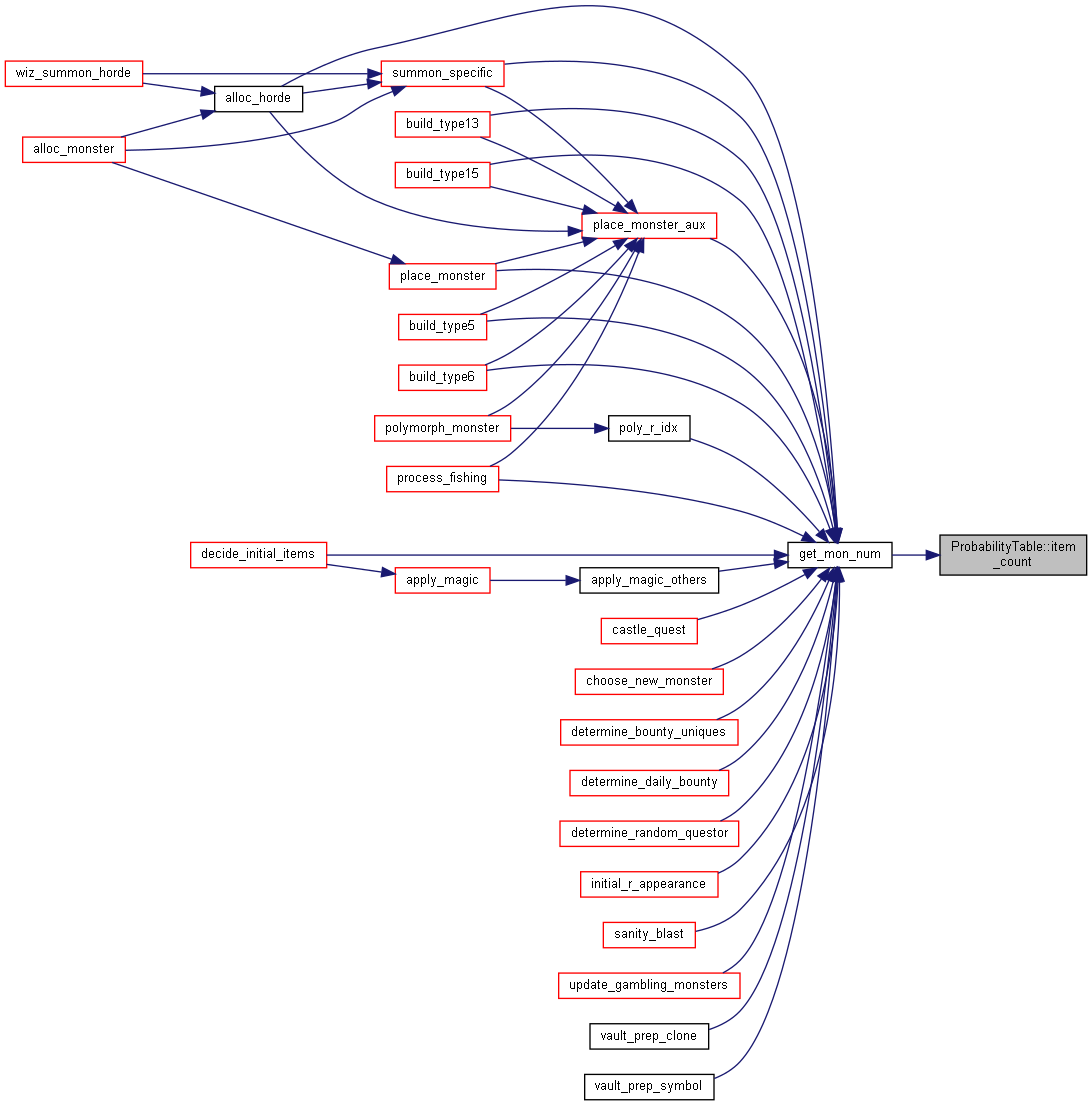 wiz_summon_horde
summon_specific
alloc_horde
build_type13
alloc_monster
build_type15
place_monster_aux
place_monster
build_type5
build_type6
polymorph_monster
poly_r_idx
process_fishing
decide_initial_items
get_mon_num
ProbabilityTable::item
_count
apply_magic
apply_magic_others
castle_quest
choose_new_monster
determine_bounty_uniques
determine_daily_bounty
determine_random_questor
initial_r_appearance
sanity_blast
update_gambling_monsters
vault_prep_clone
vault_prep_symbol